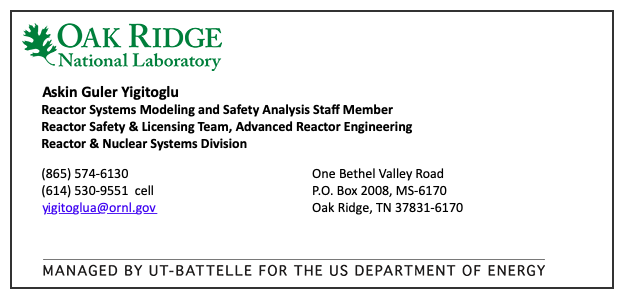 OAK RIDGE
National Laboratory
Askin Guler Yigitoglu
Reactor Systems Modeling and Safety Analysis Staff Member
Reactor Safety & Licensing Team, Advanced Reactor Engineering
Reactor & Nuclear Systems Division
(865) 574-6130
(614) 530-9551  cell
yigitoglua@ornl.gov
One Bethel Valley Road
P.O. Box 2008, MS-6170
Oak Ridge, TN 37831-6170
MANAGED BY UT-BATTELLE FOR THE US DEPARTMENT OF ENERGY